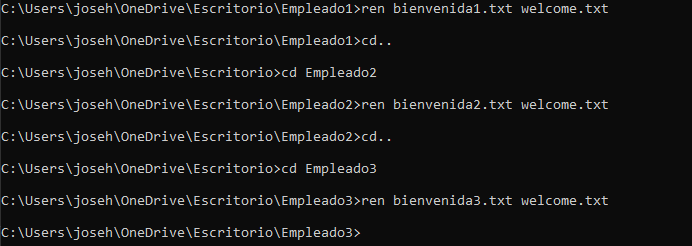 C:\Users\joseh\OneDrive\Escritorio\Empleado1>ren bienvenida1.txt welcome.txt
C:\Users\joseh\OneDrive\Escritorio\Empleado1>cd..
C:\Users\joseh\OneDrive\Escritorio>cd Empleado2
C:\Users\joseh\OneDrive\Escritorio\Empleado2>ren bienvenida2.txt welcome.txt
C:\Users\joseh\OneDrive\Escritorio\Empleado2>cd..
C:\Users\joseh\OneDrive\Escritorio>cd Empleado3
C:\Users\joseh\OneDrive\Escritorio\Empleado3>ren bienvenida3.txt welcome.txt
C:\Users\joseh\OneDrive\Escritorio\Empleado3>